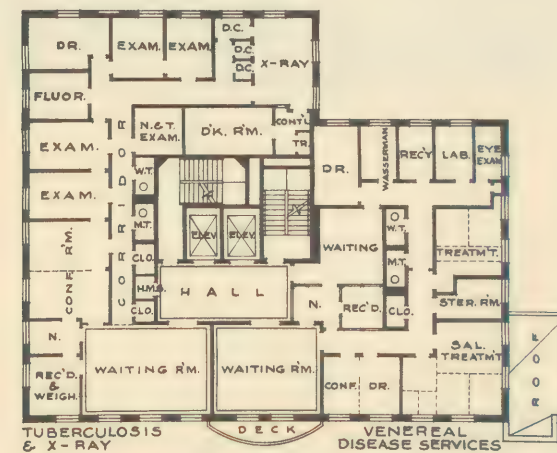 D.C.
DR. EXAM. EXAM. D.C. X-RAY
D.C.
FLUOR.
N.&T. EXAM.
D'K. R'M.
CONT'L
TR.
EXAM.
EXAM.
CORRIDOR
W.T.
M.T.
CLO.
H.M.C.
CLO.
ELEV. ELEV.
HALL
CONF. RM.
N.
REC'D. & WEIGH.
WAITING R'M.
WAITING R'M.
DECK
DR.
WASSERMAN
REC'Y
LAB.
EYE EXAM.
WAITING
W.T.
M.T.
CLO.
TREATM'T.
STER. R'M.
SAL. TREATM'T
N.
REC'D.
CONF. DR.
ROOF
TUBERCULOSIS
& X-RAY
VENEREAL
DISEASE SERVICES